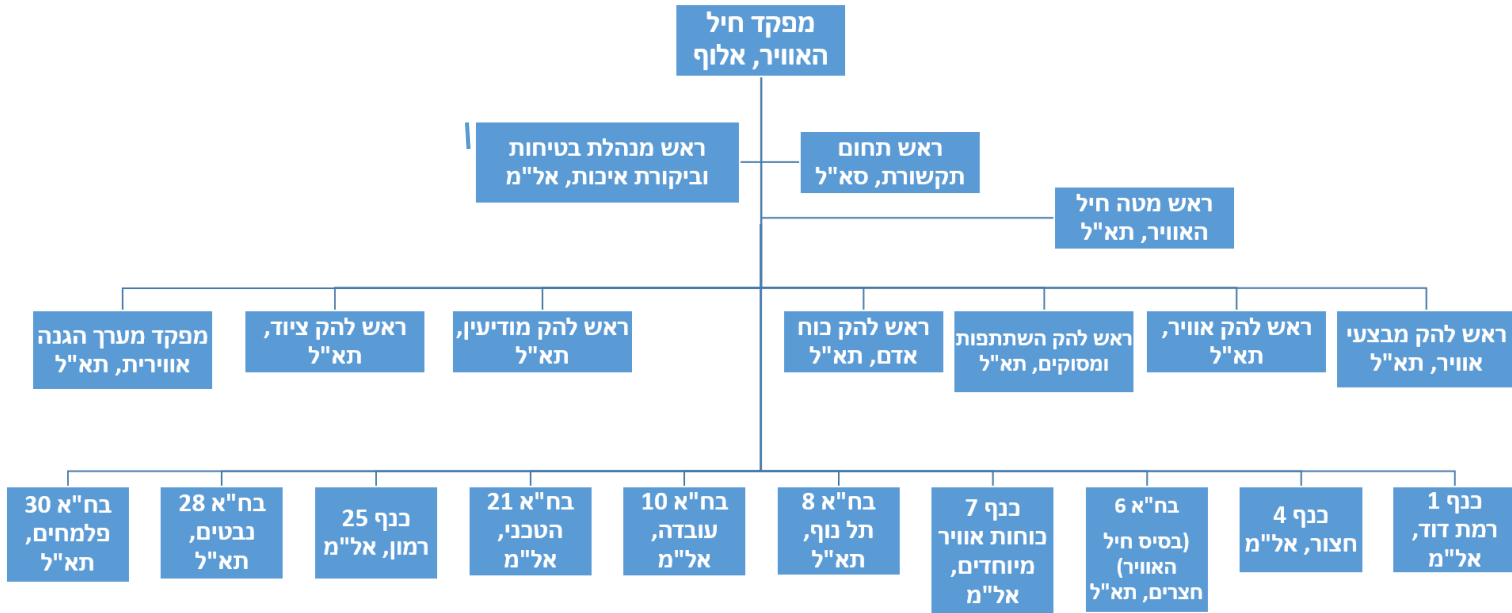 מפקד חיל
האוויר, אלוף
ראש תחום
תקשורת, סא"ל
ראש מנהלת בטיחות
וביקורת איכות, אל"מ
ראש מטה חיל
האוויר, תא"ל
ראש להק מבצעי
אוויר, תא"ל
ראש להק אוויר,
תא"ל
ראש להק השתתפות
ומסוקים, תא"ל
ראש להק כוח
אדם, תא"ל
ראש להק מודיעין,
תא"ל
ראש להק ציוד,
תא"ל
מפקד מערך הגנה
אווירית, תא"ל
כנף 1
רמת דוד,
אל"מ
כנף 4
חצור, אל"מ
בח"א 6
(בסיס חיל
האוויר)
חצרים, תא"ל
כנף 7
כוחות אוויר
מיוחדים,
אל"מ
בח"א 8
תל נוף,
תא"ל
בח"א 10
עובדה,
אל"מ
בח"א 21
הטכני,
אל"מ
כנף 25
רמון, אל"מ
בח"א 28
נבטים,
תא"ל
בח"א 30
פלמחים,
תא"ל